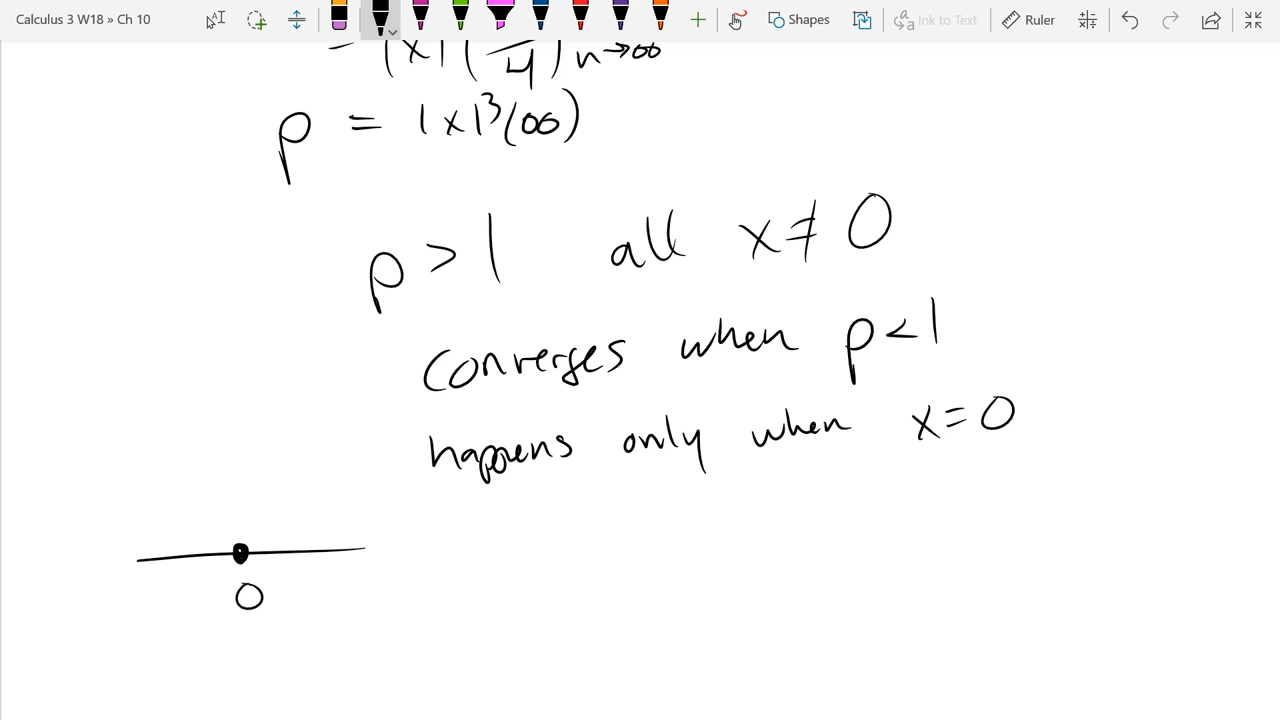 Calculus 3 W18 » Ch 10
Shapes
Ink to Text
Ruler
= |x| ( /4) n→∞
ρ = |x|³(∞)
ρ > 1 all x ≠ 0
converges when ρ < 1
happens only when x = 0
0